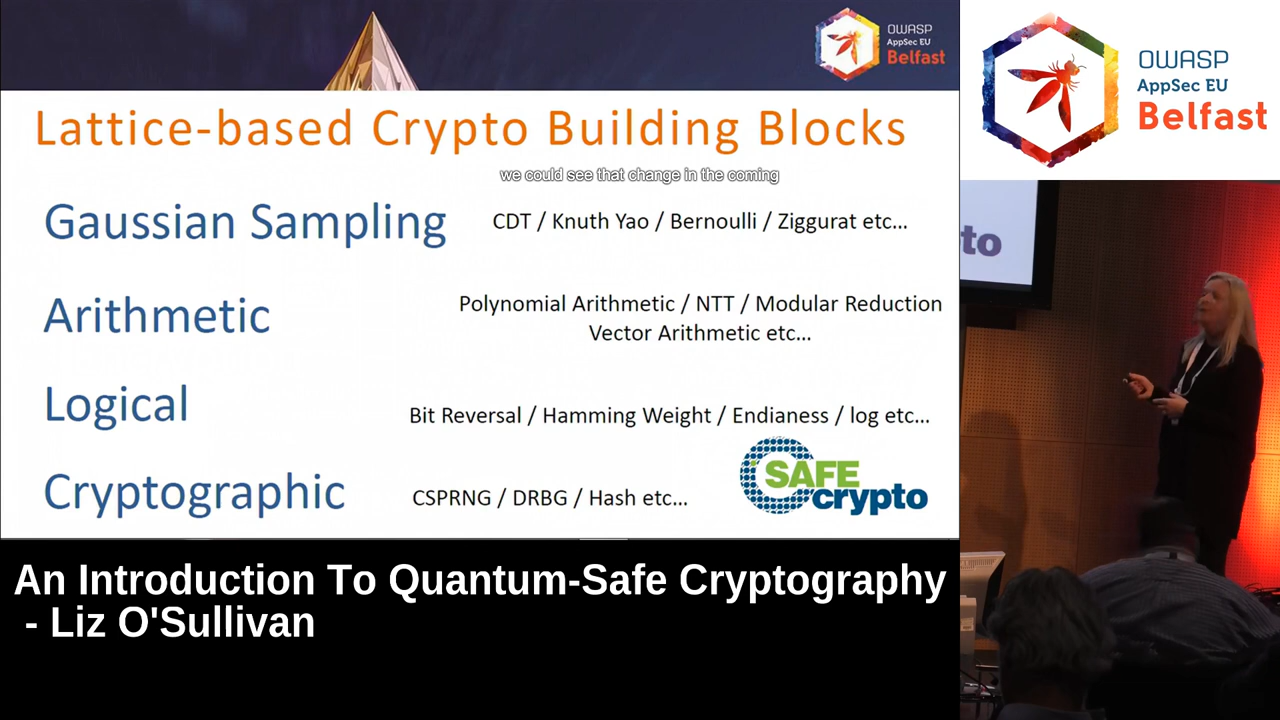 OWASP
AppSec EU
Belfast
Lattice-based Crypto Building Blocks
we could see that change in the coming
Gaussian Sampling
CDT / Knuth Yao / Bernoulli / Ziggurat etc...
Arithmetic
Polynomial Arithmetic / NTT / Modular Reduction
Vector Arithmetic etc...
Logical
Bit Reversal / Hamming Weight / Endianess / log etc...
Cryptographic
CSPRNG / DRBG / Hash etc...
SAFE
crypto
An Introduction To Quantum-Safe Cryptography
- Liz O'Sullivan
OWASP
AppSec EU
Belfast
to